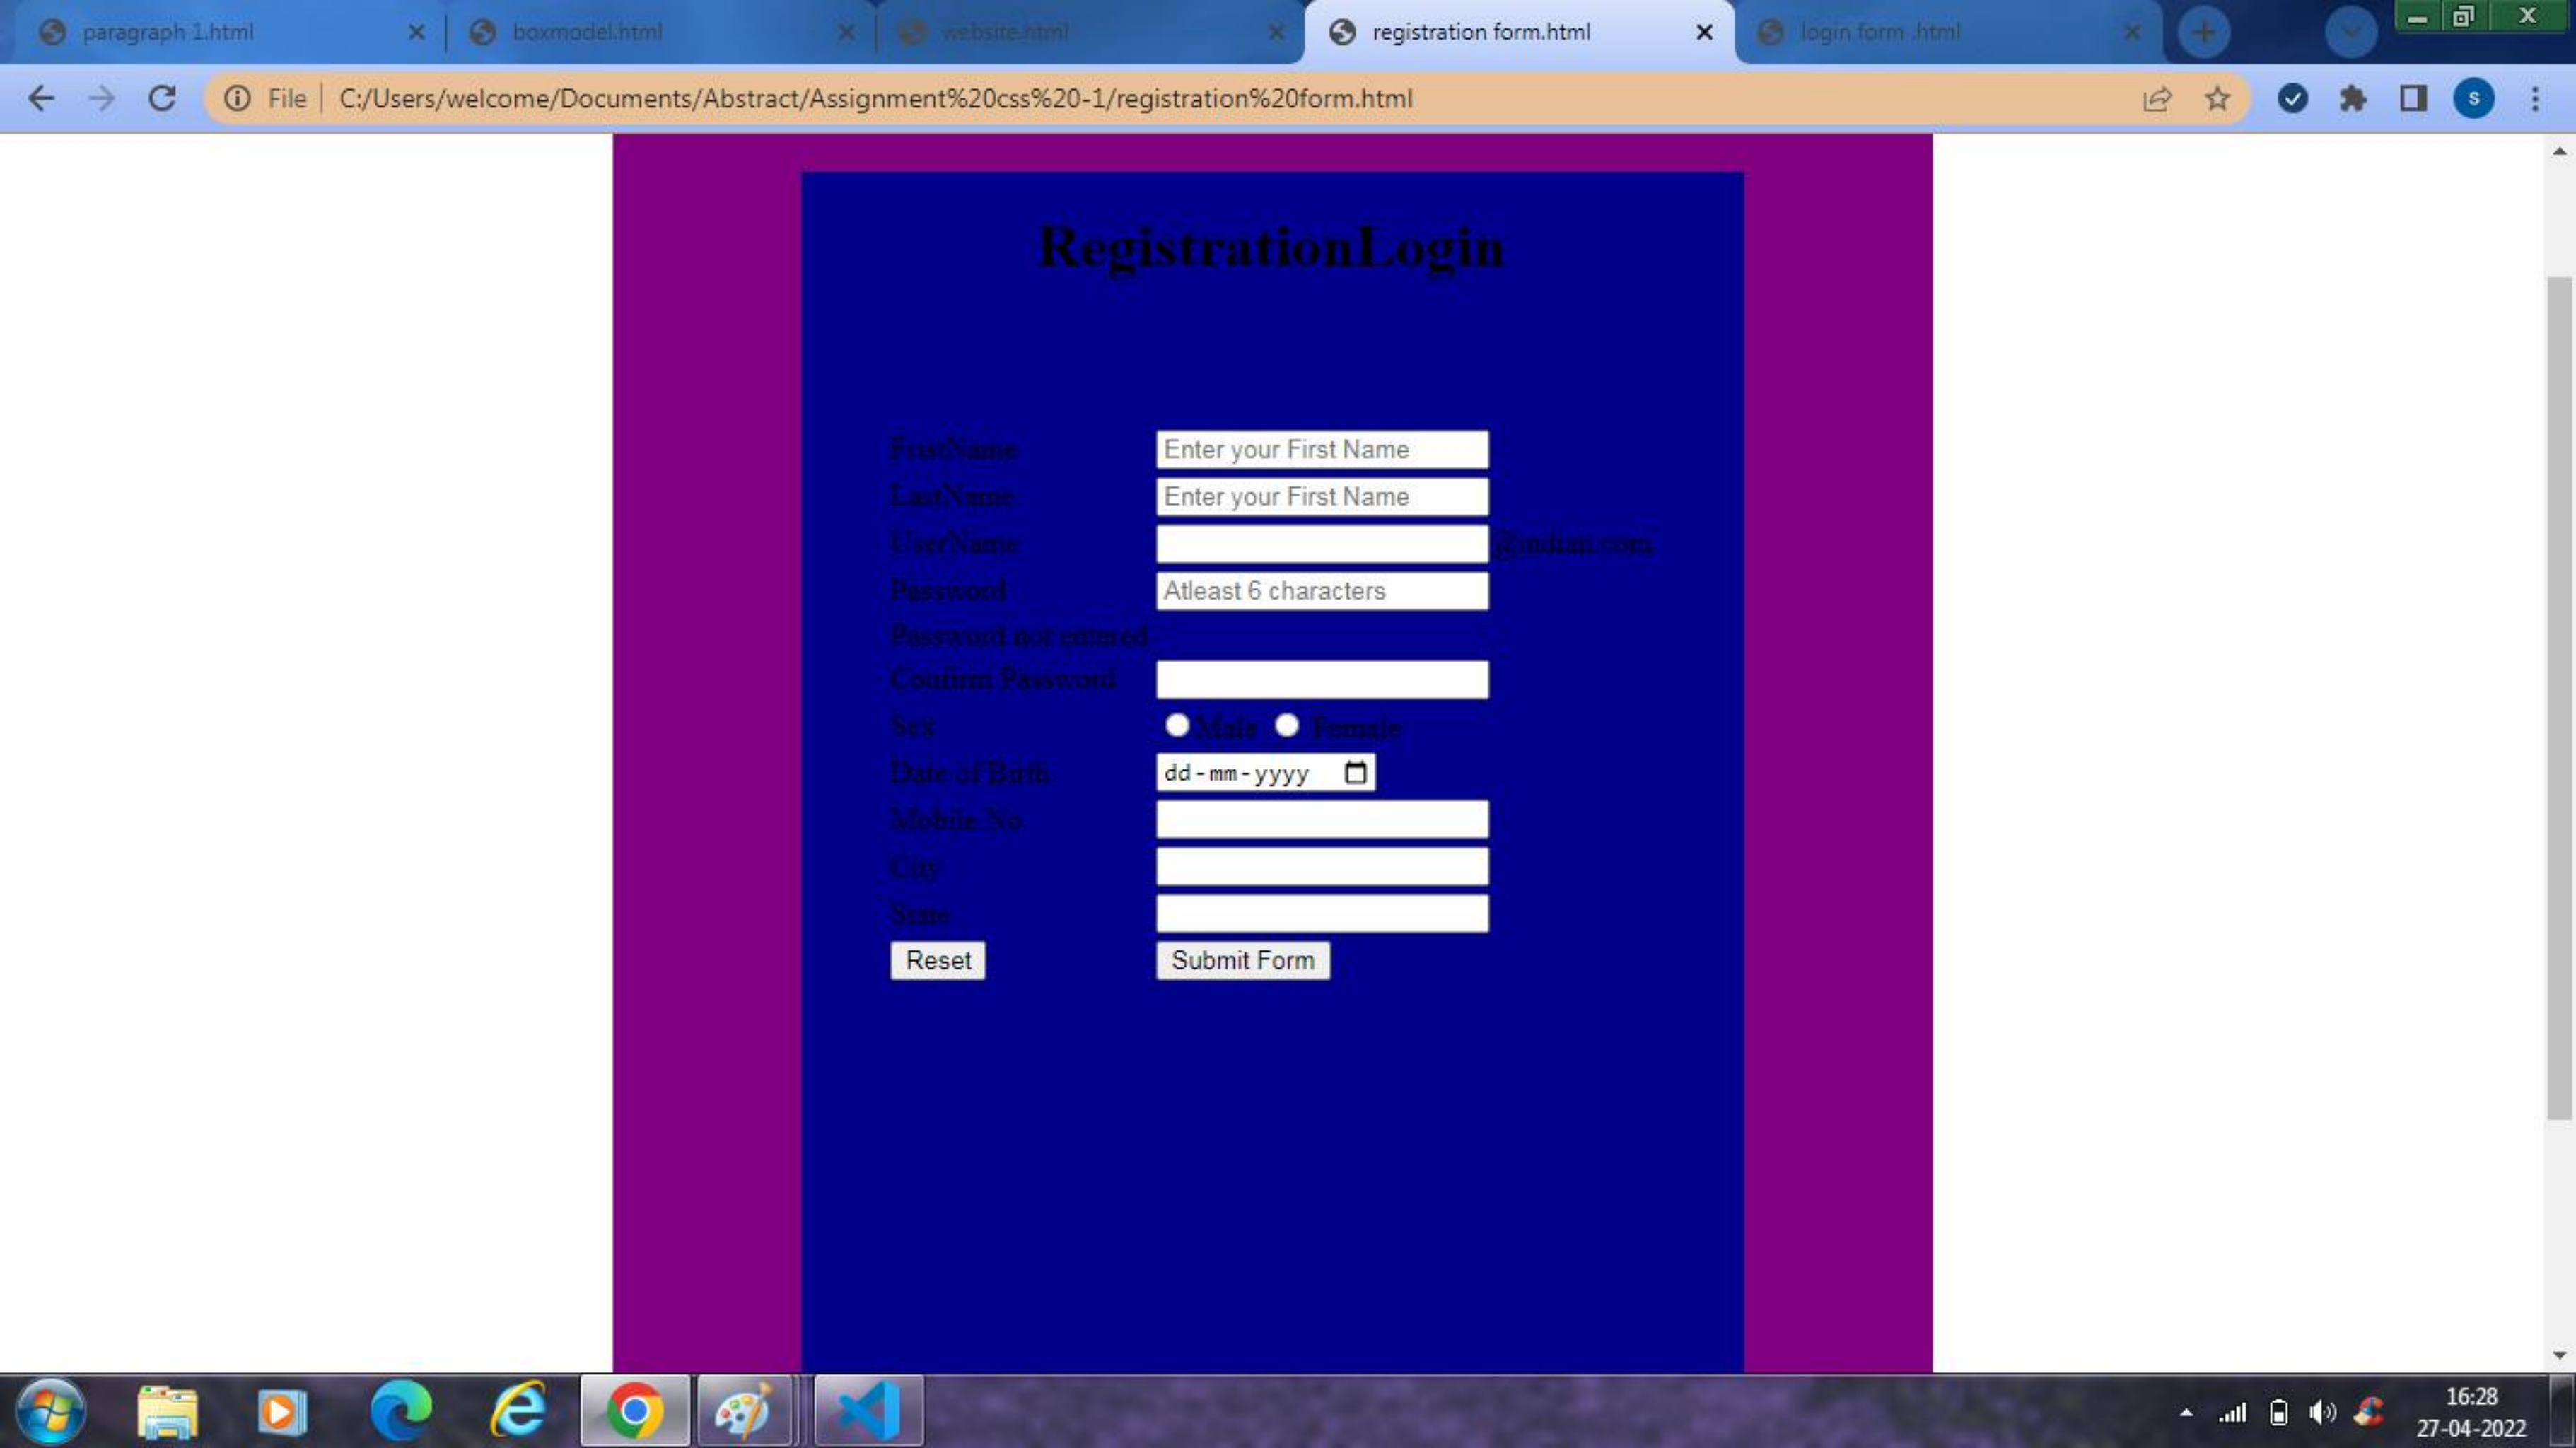 paragraph 1.html
boxmodel.html
website.html
registration form.html
login form .html
File
C:/Users/welcome/Documents/Abstract/Assignment%20css%20-1/registration%20form.html
S
RegistrationLogin
FirstName Enter your First Name
LastName Enter your First Name
UserName @indian.com
Password Atleast 6 characters
Password not entered
Confirm Password
Sex Male Female
Date of Birth dd-mm-yyyy
Mobile No
City
State
Reset Submit Form
16:28
27-04-2022